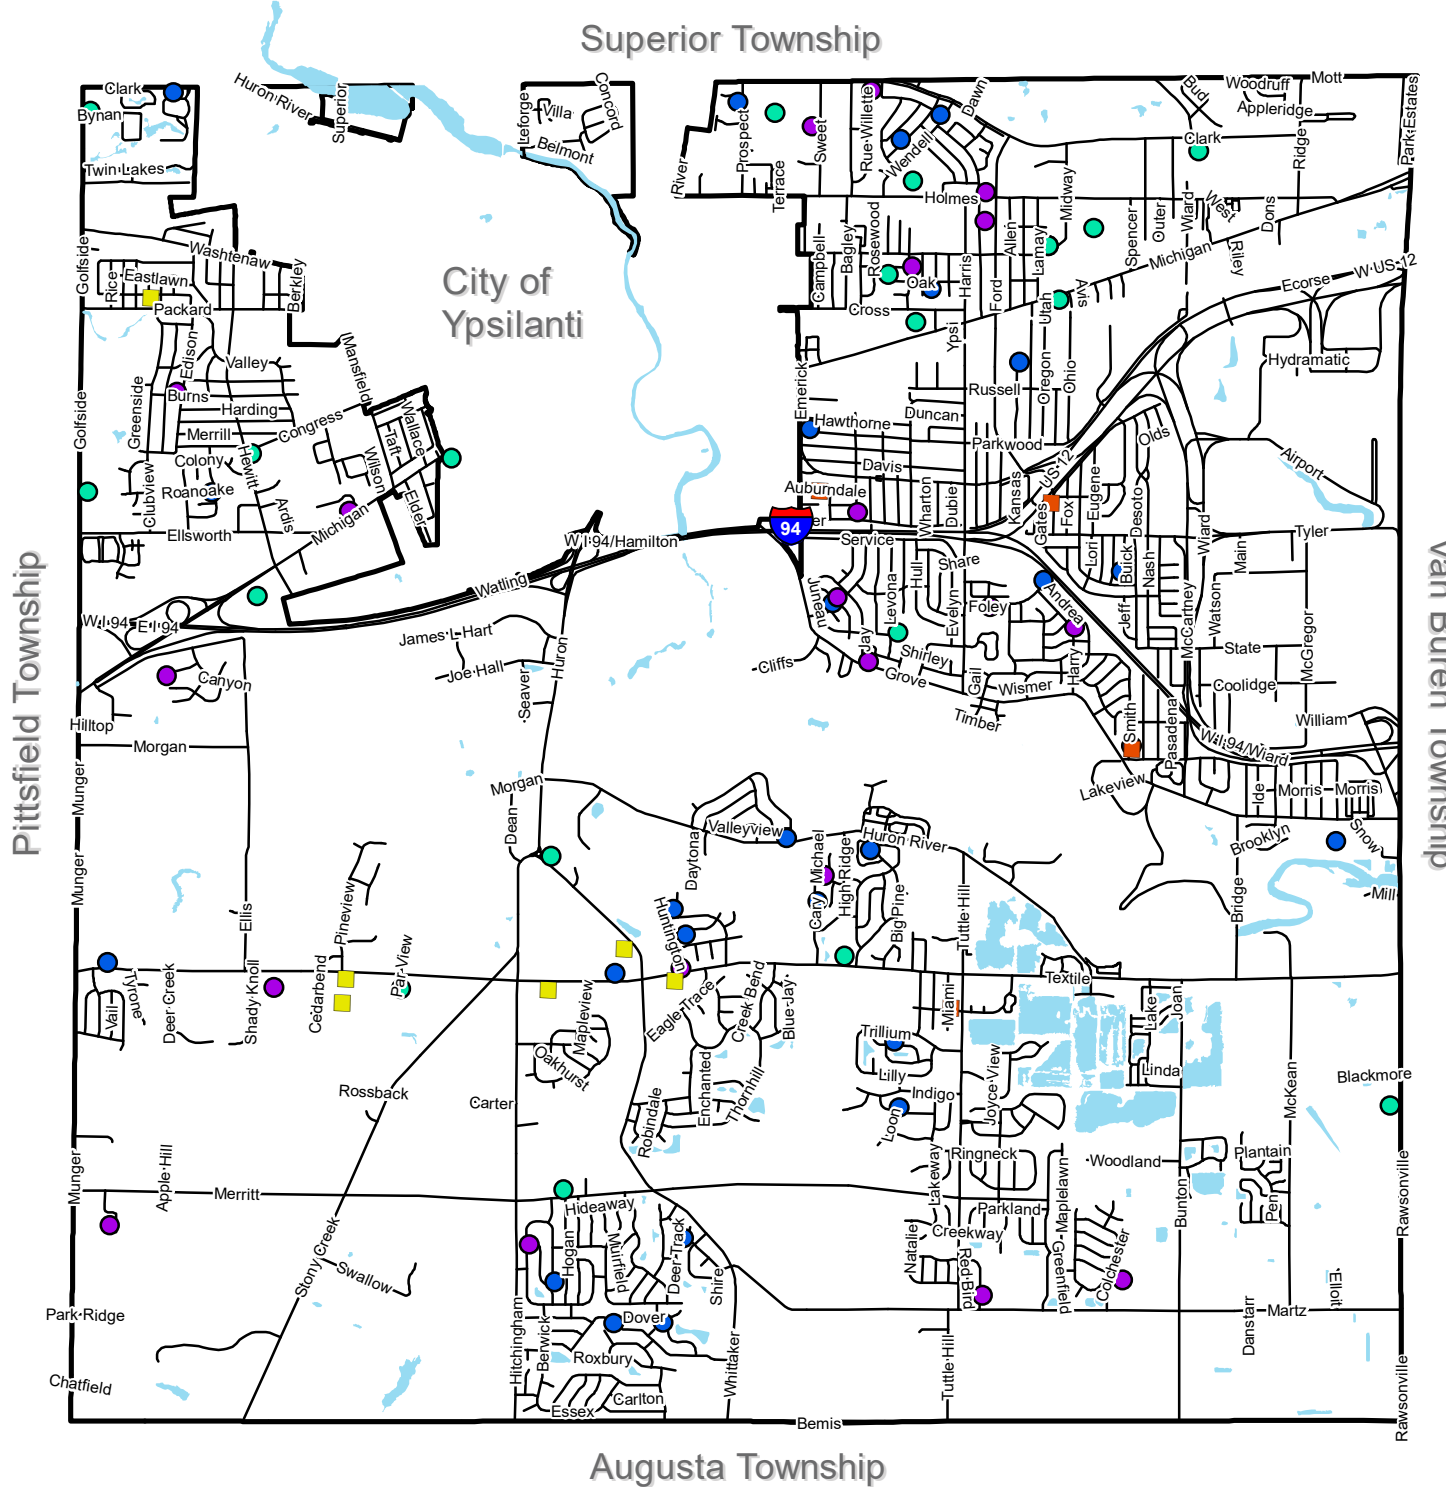 Superior Township
Clark
Bynan
Twin Lakes
Huron River
Superior
Leforge
Villa
Concord
Belmont
River
Prospect
Terrace
Sweet
Rue Willette
Wendell
Dawn
Holmes
Bud
Woodruff
Mott
Appleridge
Clark
Ridge
Park Estates
Midway
Golfside
Washtenaw
Rice
Eastlawn
Berkley
Packard
City of
Ypsilanti
Campbell
Bagley
Rosewood
Oak
Harris
Allen
Ford
Lamay
Spencer
Outer
Ward
West
Dons
Riley
Michigan
Avis
Utah
Cross
Ypsi
Ecorse
W US-12
Edison
Valley
Mansfield
Burns
Harding
Greenside
Golfside
Merrill
Congress
Wallace
Taft
Wilson
Colony
Hewitt
Roanoake
Clubview
Ardis
Elder
Michigan
Ellsworth
Emerick
Russell
Oregon
Ohio
Hydramatic
Duncan
Hawthorne
Parkwood
Davis
Auburndale
US-12
Olds
Airport
Wharton
Dubie
Kansas
Gates
Fox
Eugene
Desoto
Wiard
94
er
Service
Tyler
W I 94/Hamilton
Watling
Share
Hull
Levona
Lori
Buick
Nash
Main
Juneau
Foley
Evelyn
Andrea
Jeff
McCartney
Watson
McGregor
W I 94
E I 94
James L Hart
Joe Hall
Huron
Seaver
Cliffs
Jay
Shirley
Grove
Gail
Wismer
Harry
Timber
State
Coolidge
Canyon
Hilltop
Morgan
Smith
Pasadena
William
W I 94/Wiard
Pittsfield Township
Van Buren Township
Munger
Morgan
Dean
Lakeview
Ide
Morris
Morris
Valleyview
Daytona
Michael
High Ridge
Huron River
Brooklyn
Snow
Munger
Ellis
Pineview
Huntington
Cary
Big Pine
Tuttle Hill
Bridge
Mill
Tyrone
Vail
Deer Creek
Shady Knoll
Cedarbend
Par View
Mapleview
Eagle Trace
Creek Bend
Blue Jay
Miami
Textile
Lake
Joan
Trillium
Oakhurst
Enchanted
Thornhill
Robindale
Lilly
Indigo
Loon
Joyce View
Linda
McKean
Blackmore
Rossback
Carter
Munger
Apple Hill
Merritt
Ringneck
Woodland
Lakeway
Maplelawn
Bunton
Plantain
Pen
Rawsonville
Hideaway
Parkland
Creekway
Natalie
Red Bird
Greenfield
Colchester
Stony Creek
Swallow
Hogan
Muirfield
Deer Track
Shire
Elloit
Park Ridge
Martz
Danstarr
Dover
Hitchingham
Berwick
Roxbury
Whittaker
Tuttle Hill
Chatfield
Carlton
Essex
Bemis
Rawsonville
Augusta Township